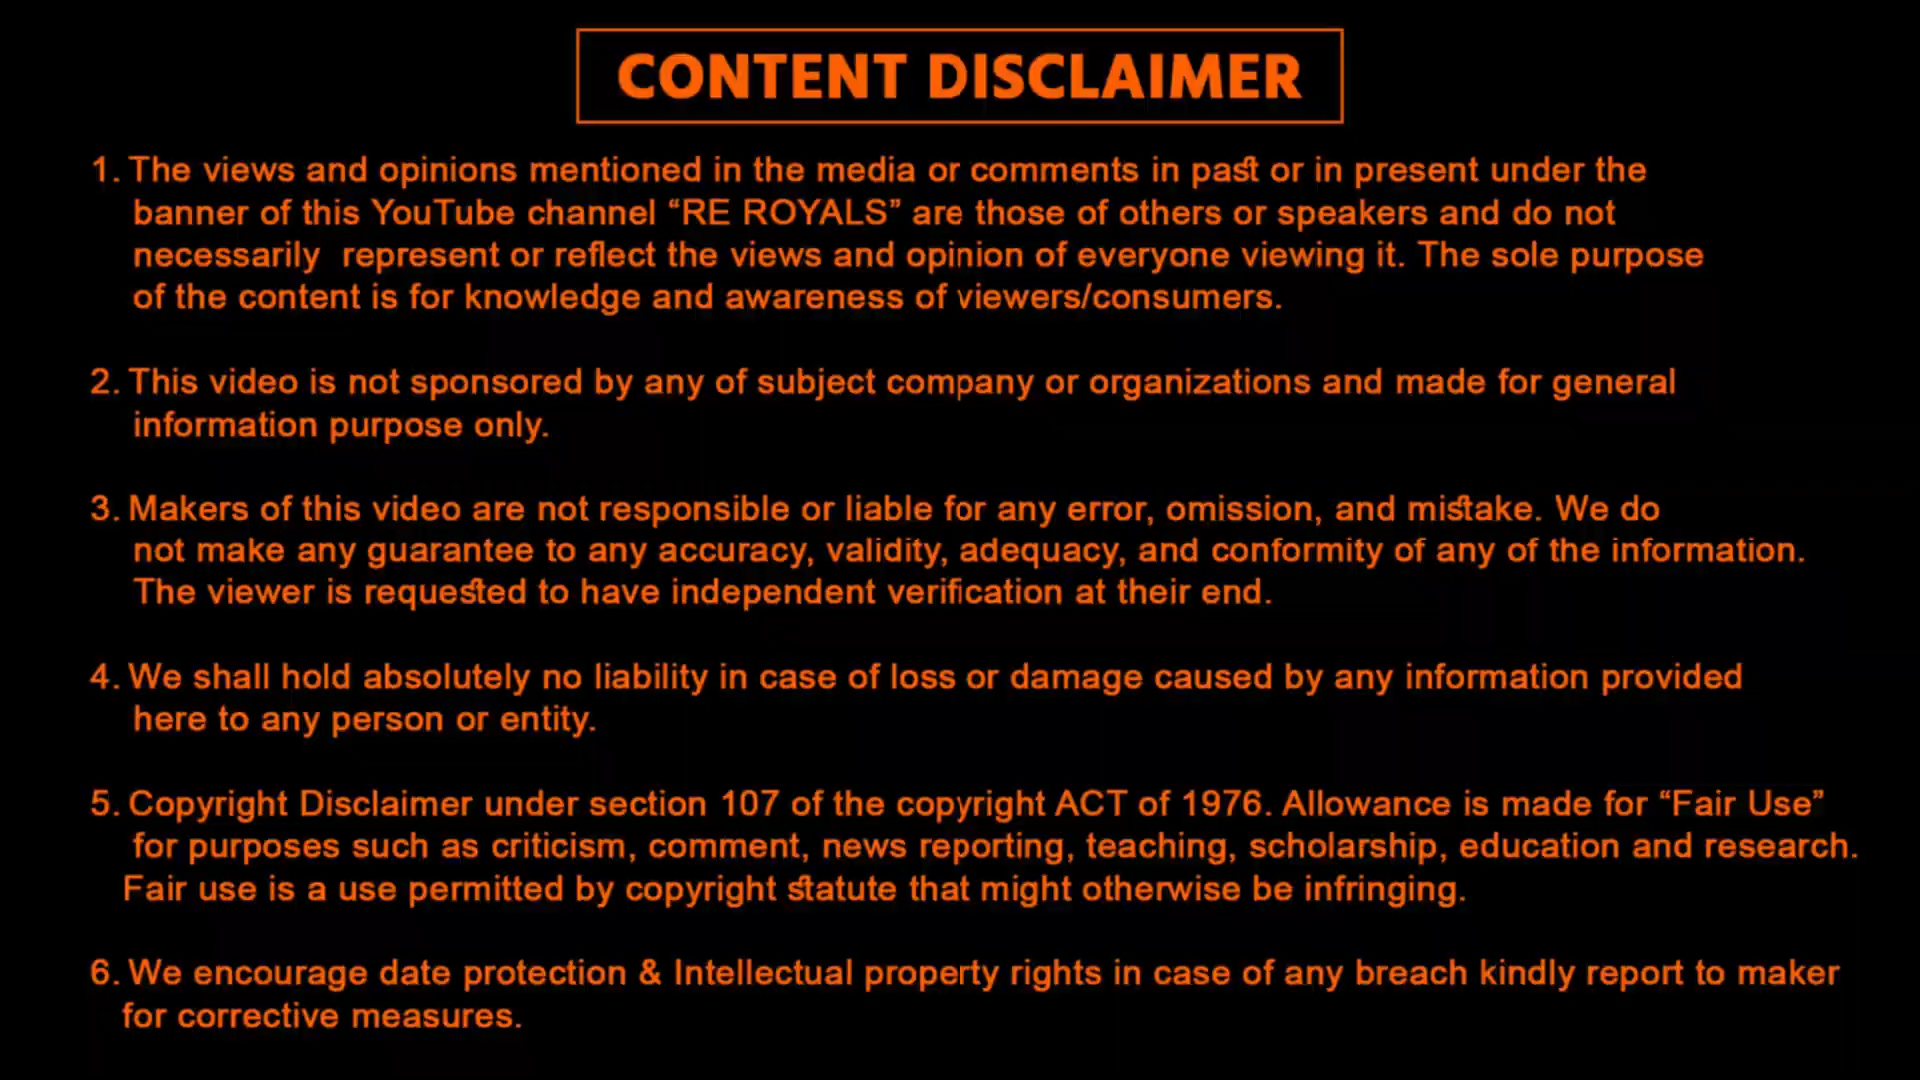 CONTENT DISCLAIMER
1. The views and opinions mentioned in the media or comments in past or in present under the
banner of this YouTube channel “RE ROYALS” are those of others or speakers and do not
necessarily represent or reflect the views and opinion of everyone viewing it. The sole purpose
of the content is for knowledge and awareness of viewers/consumers.
2. This video is not sponsored by any of subject company or organizations and made for general
information purpose only.
3. Makers of this video are not responsible or liable for any error, omission, and mistake. We do
not make any guarantee to any accuracy, validity, adequacy, and conformity of any of the information.
The viewer is requested to have independent verification at their end.
4. We shall hold absolutely no liability in case of loss or damage caused by any information provided
here to any person or entity.
5. Copyright Disclaimer under section 107 of the copyright ACT of 1976. Allowance is made for “Fair Use”
for purposes such as criticism, comment, news reporting, teaching, scholarship, education and research.
Fair use is a use permitted by copyright statute that might otherwise be infringing.
6. We encourage date protection & Intellectual property rights in case of any breach kindly report to maker
for corrective measures.